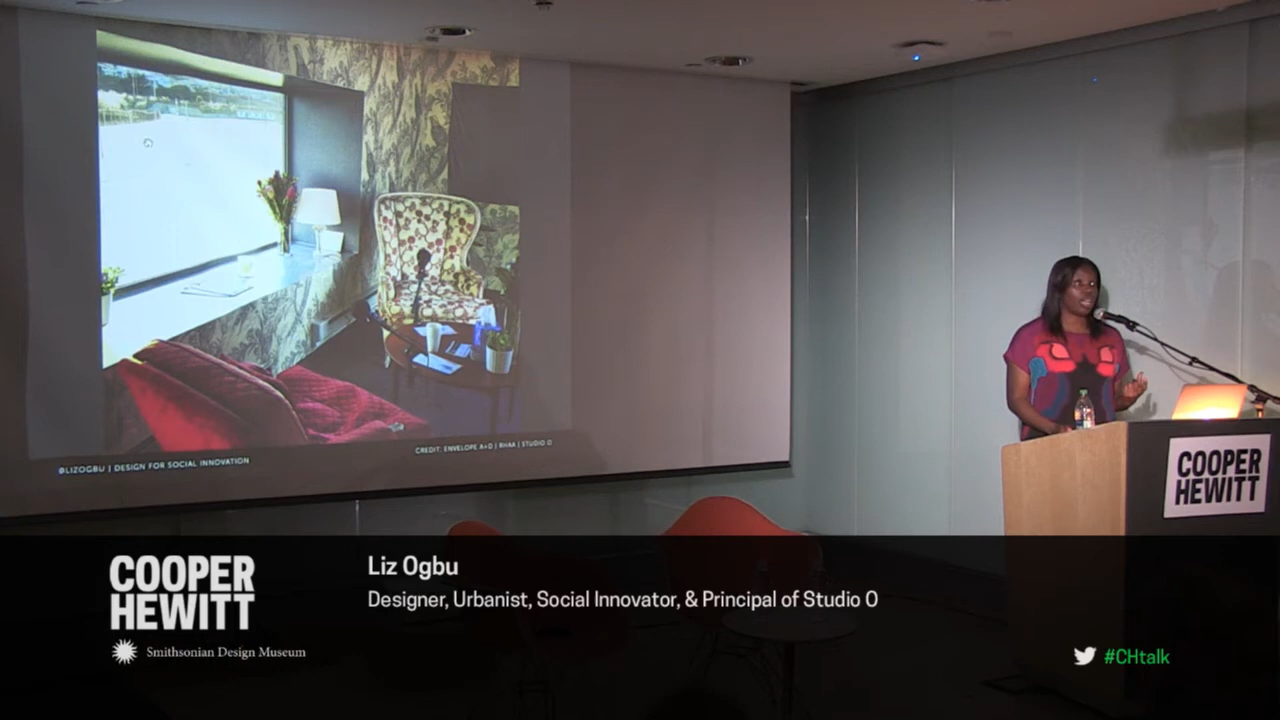 @LIZOGBU | DESIGN FOR SOCIAL INNOVATION
CREDIT: ENVELOPE A+D | RHAA | STUDIO O
COOPER
HEWITT
COOPER
HEWITT
Smithsonian Design Museum
Liz Ogbu
Designer, Urbanist, Social Innovator, & Principal of Studio O
#CHtalk